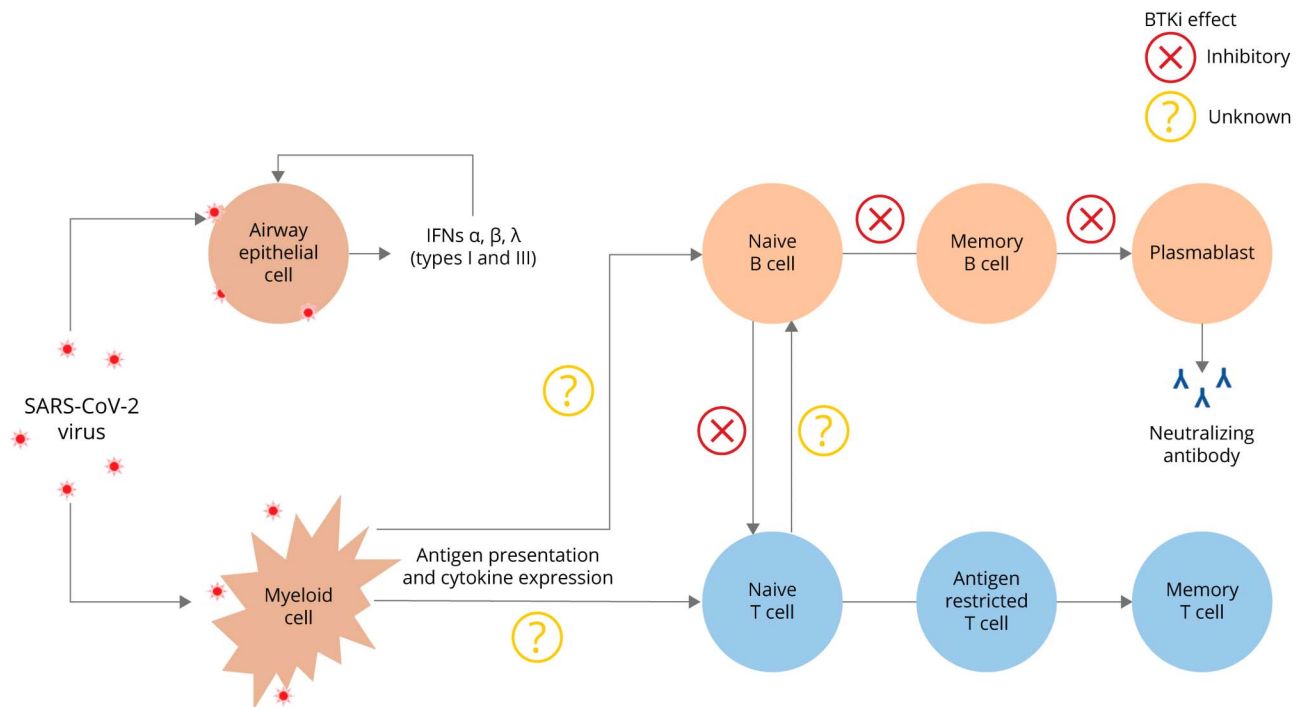 BTKi effect
Inhibitory
?
Unknown
Airway
epithelial
cell
IFNs α, β, λ
(types I and III)
Naive
B cell
Memory
B cell
Plasmablast
?
SARS-CoV-2
virus
?
Neutralizing
antibody
Antigen presentation
and cytokine expression
Myeloid
cell
?
Naive
T cell
Antigen
restricted
T cell
Memory
T cell